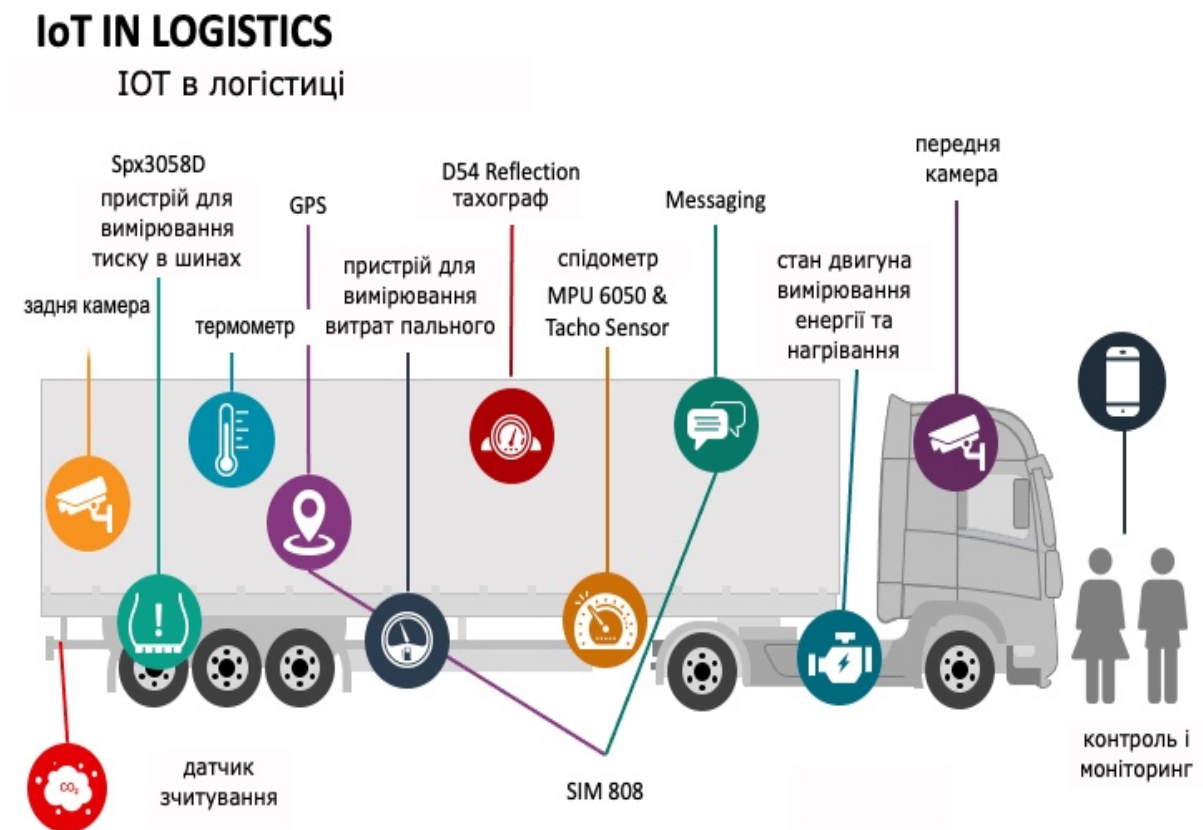 IoT IN LOGISTICS
IOT в логістиці
Spx3058D
пристрій для
вимірювання
тиску в шинах
задня камера
термометр
GPS
пристрій для
вимірювання
витрат пального
D54 Reflection
тахограф
спідометр
MPU 6050 &
Tacho Sensor
Messaging
стан двигуна
вимірювання
енергії та
нагрівання
передня
камера
CO₂
датчик
зчитування
SIM 808
контроль і
моніторинг